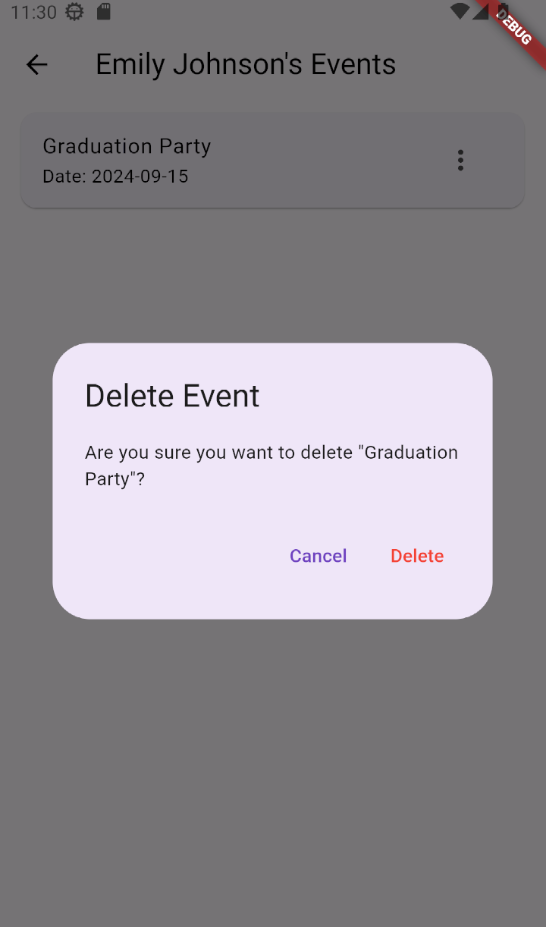 11:30
DEBUG
Emily Johnson's Events
Graduation Party
Date: 2024-09-15
Delete Event
Are you sure you want to delete "Graduation
Party"?
Cancel
Delete